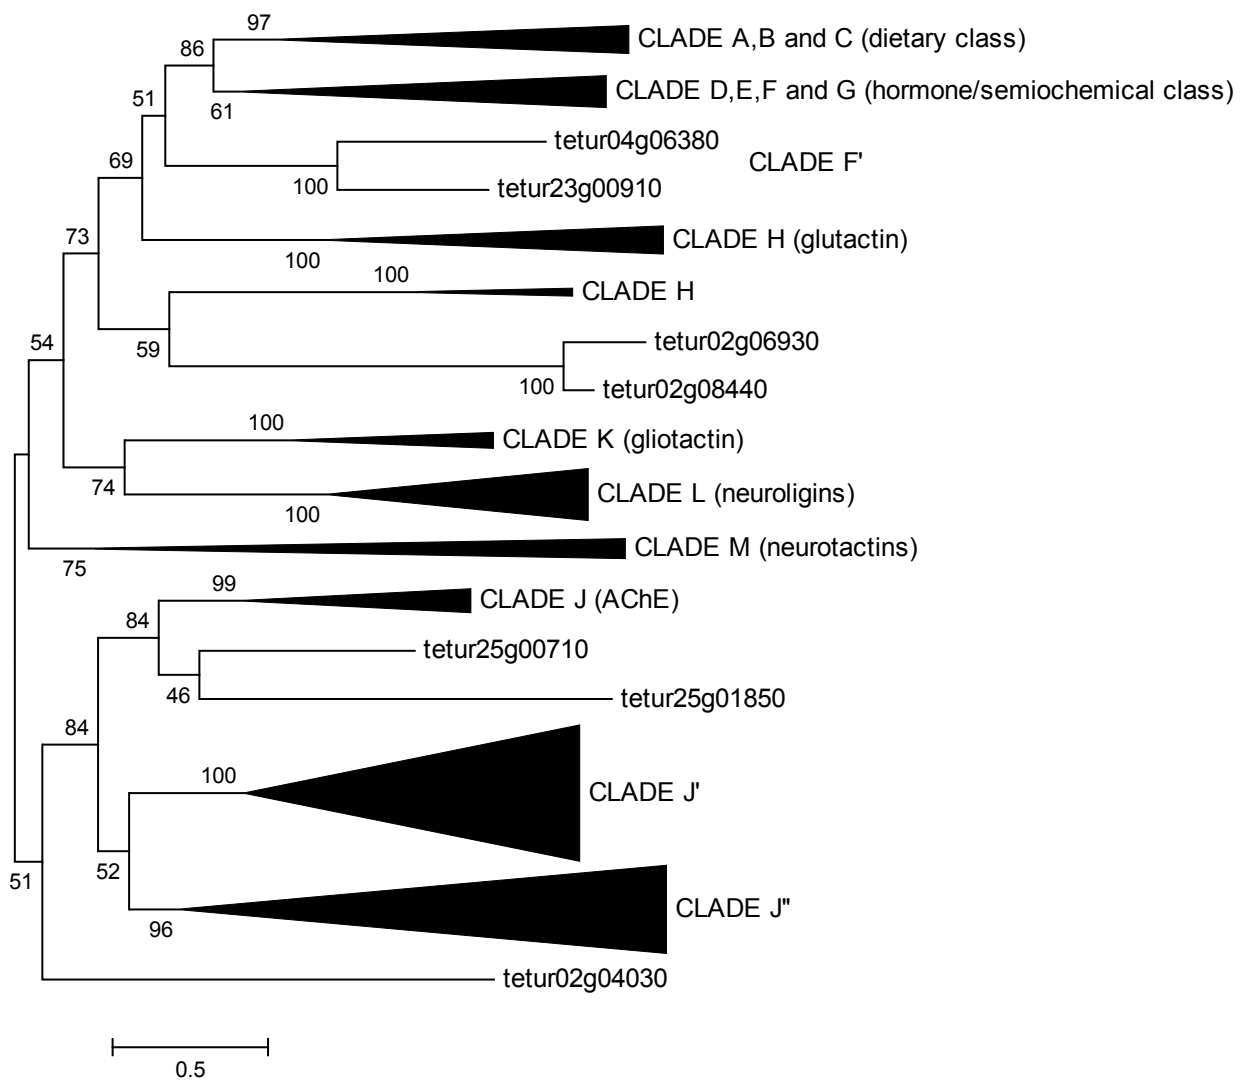 97
CLADE A,B and C (dietary class)
86
CLADE D,E,F and G (hormone/semiochemical class)
51
61
tetur04g06380
CLADE F'
69
100
tetur23g00910
73
CLADE H (glutactin)
100
100
CLADE H
54
59
tetur02g06930
100
tetur02g08440
100
CLADE K (gliotactin)
74
CLADE L (neuroligins)
100
CLADE M (neurotactins)
75
99
CLADE J (AChE)
84
tetur25g00710
46
tetur25g01850
84
100
CLADE J'
52
51
CLADE J"
96
tetur02g04030
0.5